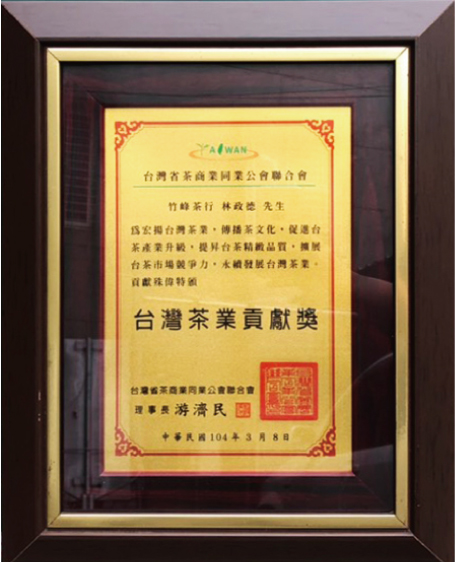 TAIWAN
台灣省茶商業同業公會聯合會
竹峰茶行 林政德 先生
為宏揚台灣茶業，傳播茶文化，促進台
茶產業升級，提昇台茶精緻品質，擴展
台茶市場競爭力，永續發展台灣茶業。
貢獻殊偉特頒
台灣茶業貢獻獎
台灣省茶商業同業公會聯合會
理事長 游濟民
中華民國104年3月8日